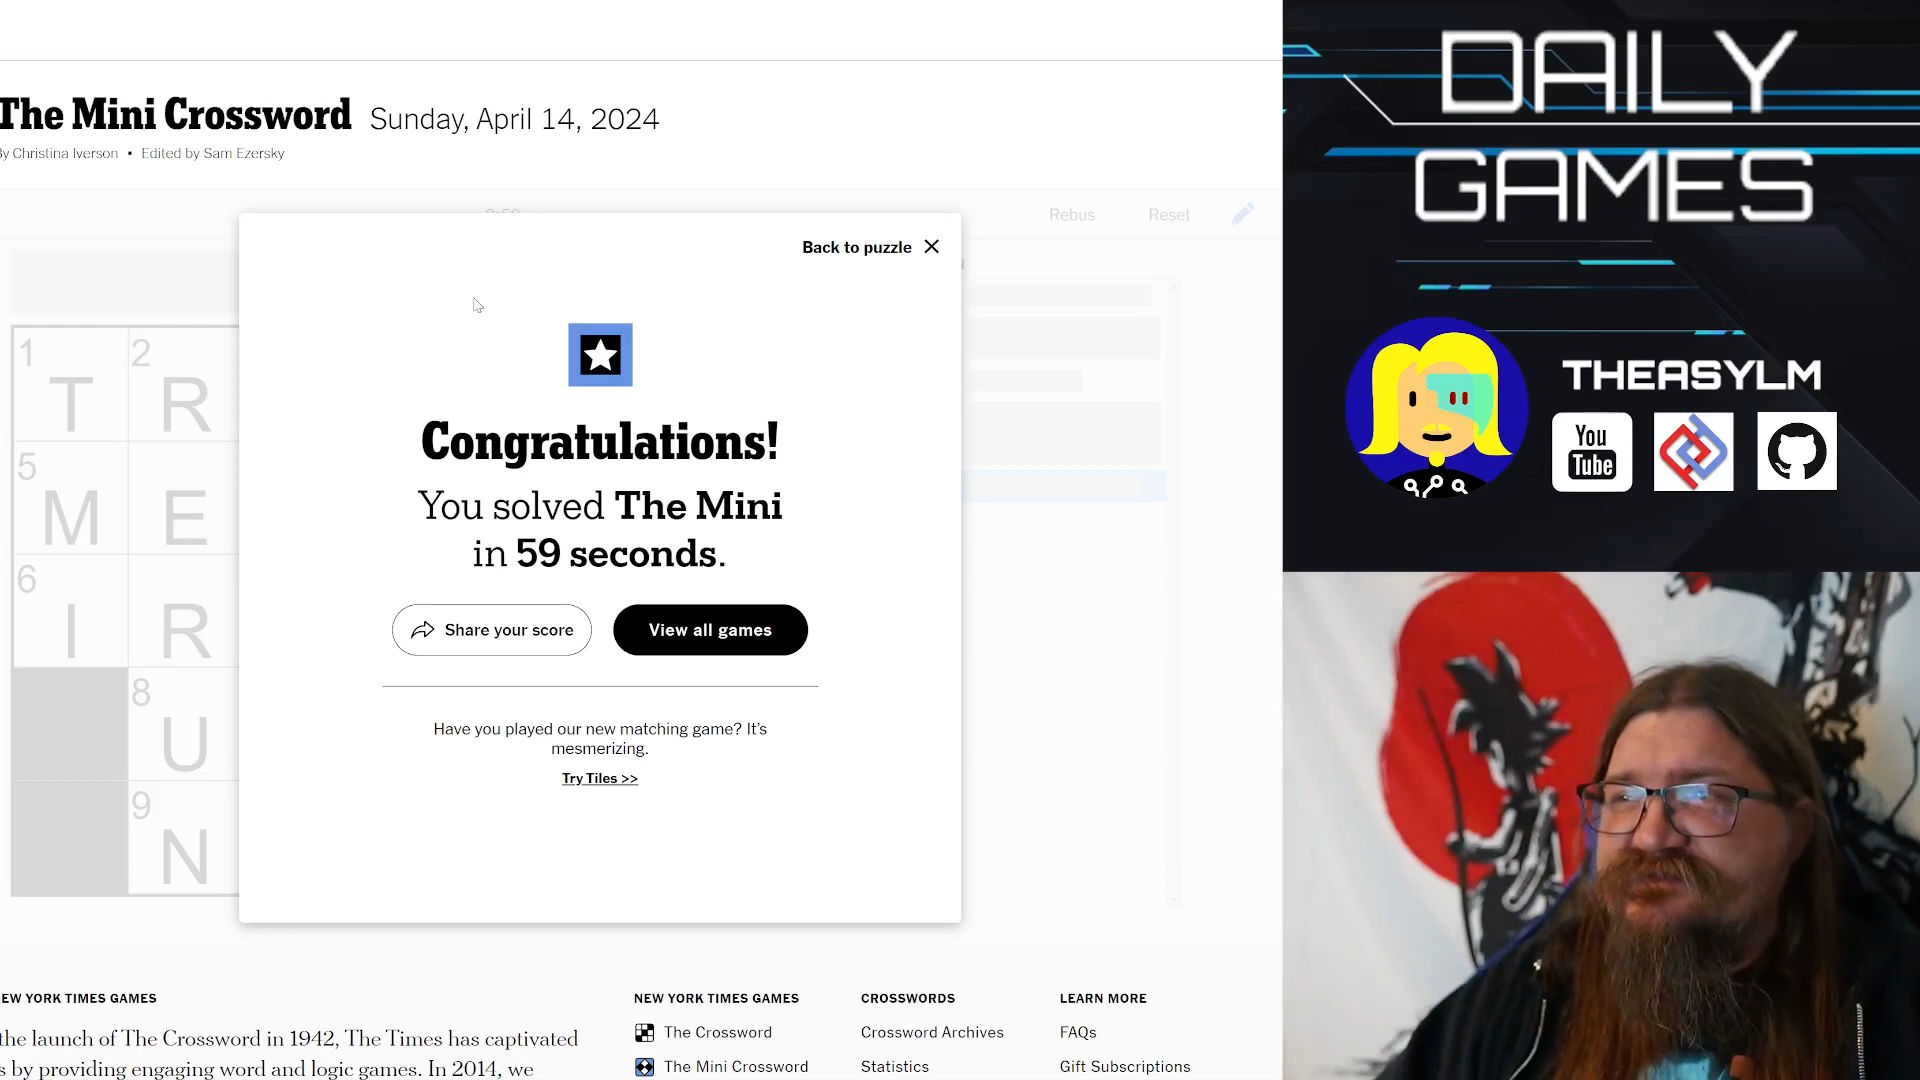 The Mini Crossword Sunday, April 14, 2024
By Christina Iverson • Edited by Sam Ezersky
0:59
Rebus
Reset
Back to puzzle
1
T
2
R
5
M
E
6
I
R
8
U
9
N
Congratulations!
You solved The Mini
in 59 seconds.
Share your score
View all games
Have you played our new matching game? It's
mesmerizing.
Try Tiles >>
EW YORK TIMES GAMES
the launch of The Crossword in 1942, The Times has captivated
s by providing engaging word and logic games. In 2014, we
NEW YORK TIMES GAMES
The Crossword
The Mini Crossword
CROSSWORDS
Crossword Archives
Statistics
LEARN MORE
FAQs
Gift Subscriptions
DAILY
GAMES
THEASYLM
You
Tube